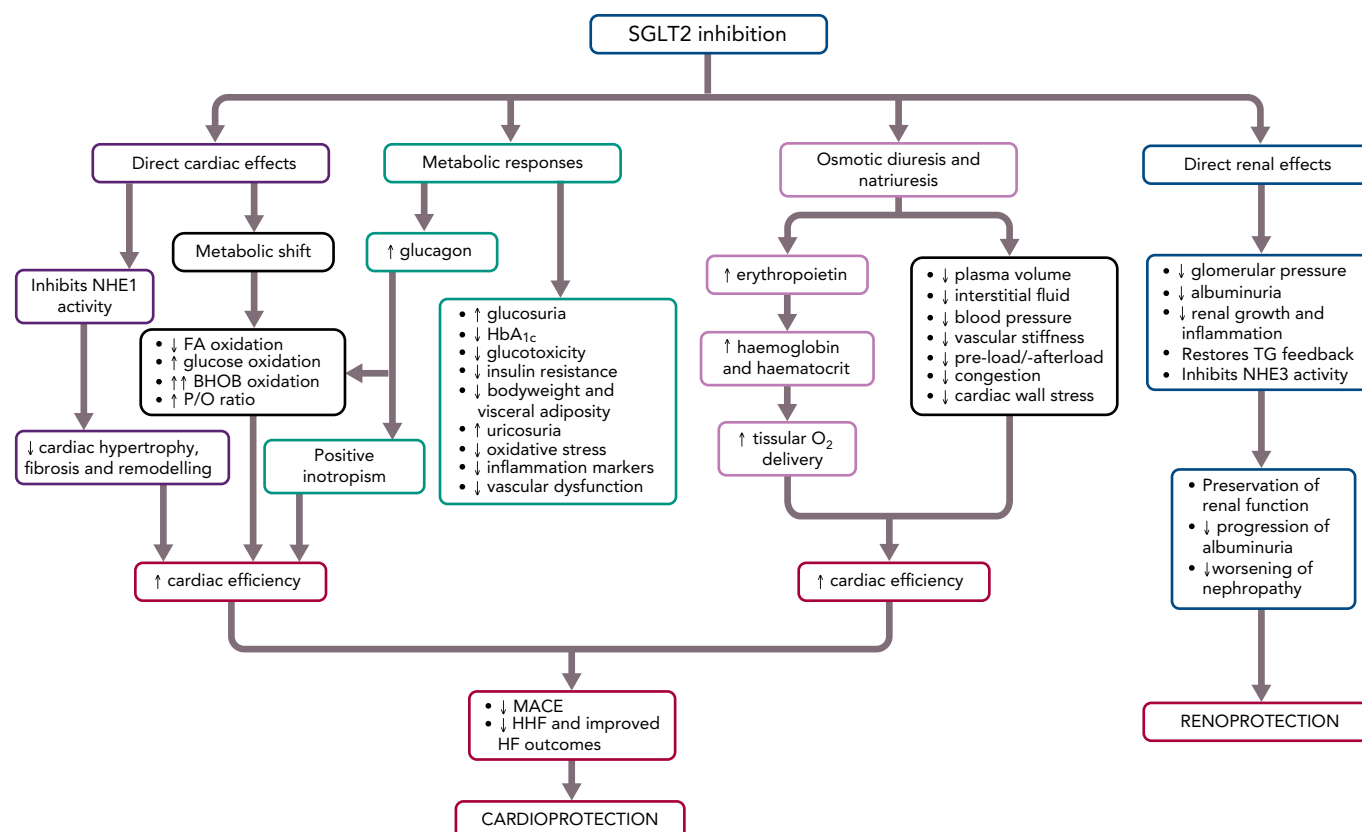 SGLT2 inhibition
Direct cardiac effects
Metabolic responses
Osmotic diuresis and
natriuresis
Direct renal effects
Metabolic shift
↑ glucagon
Inhibits NHE1
activity
↑ erythropoietin
• ↓ plasma volume
• ↓ interstitial fluid
• ↓ blood pressure
• ↓ vascular stiffness
• ↓ pre-load/-afterload
• ↓ congestion
• ↓ cardiac wall stress
• ↓ glomerular pressure
• ↓ albuminuria
• ↓ renal growth and
inflammation
• Restores TG feedback
• Inhibits NHE3 activity
• ↓ FA oxidation
• ↑ glucose oxidation
• ↑↑ BHOB oxidation
• ↑ P/O ratio
• ↑ glucosuria
• ↓ HbA1c
• ↓ glucotoxicity
• ↓ insulin resistance
• ↓ bodyweight and
visceral adiposity
• ↑ uricosuria
• ↓ oxidative stress
• ↓ inflammation markers
• ↓ vascular dysfunction
↑ haemoglobin
and haematocrit
↓ cardiac hypertrophy,
fibrosis and remodelling
Positive
inotropism
↑ tissular O2
delivery
• Preservation of
renal function
• ↓ progression of
albuminuria
• ↓worsening of
nephropathy
↑ cardiac efficiency
↑ cardiac efficiency
• ↓ MACE
• ↓ HHF and improved
HF outcomes
RENOPROTECTION
CARDIOPROTECTION